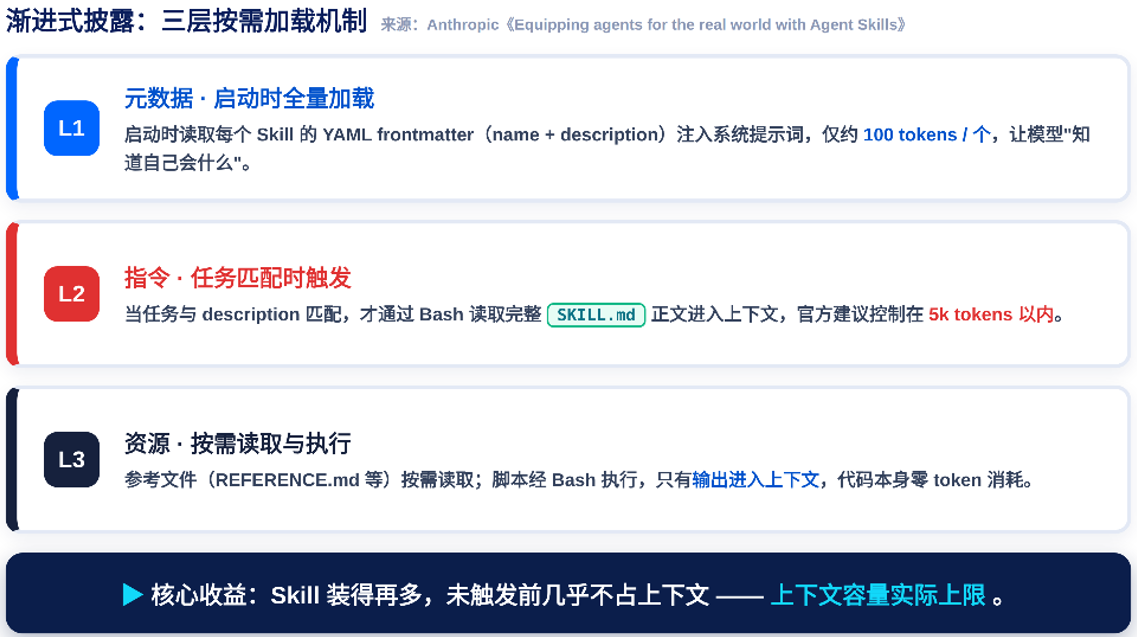 渐进式披露：三层按需加载机制 来源：Anthropic《Equipping agents for the real world with Agent Skills》
L1
元数据 · 启动时全量加载
启动时读取每个 Skill 的 YAML frontmatter（name + description）注入系统提示词，仅约 100 tokens / 个，让模型"知
道自己会什么"。
L2
指令 · 任务匹配时触发
当任务与 description 匹配，才通过 Bash 读取完整 SKILL.md 正文进入上下文，官方建议控制在 5k tokens 以内。
L3
资源 · 按需读取与执行
参考文件（REFERENCE.md 等）按需读取；脚本经 Bash 执行，只有输出进入上下文，代码本身零 token 消耗。
▶ 核心收益：Skill 装得再多，未触发前几乎不占上下文 —— 上下文容量实际上限 。